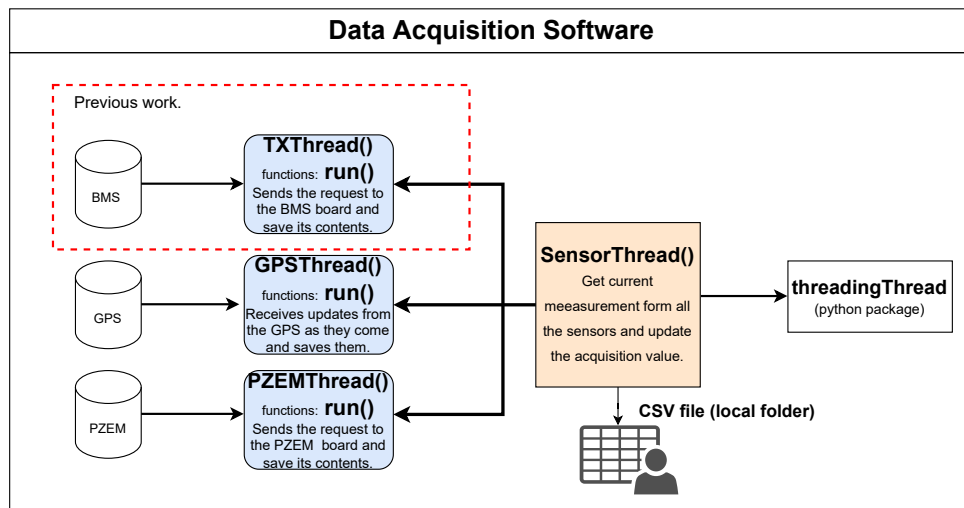 Data Acquisition Software
Previous work.
BMS
TXThread()
functions: run()
Sends the request to
the BMS board and
save its contents.
GPS
GPSThread()
functions: run()
Receives updates from
the GPS as they come
and saves them.
PZEM
PZEMThread()
functions: run()
Sends the request to
the PZEM board and
save its contents.
SensorThread()
Get current
meeasurement form all
the sensors and update
the acquisition value.
threadingThread
(python package)
CSV file (local folder)